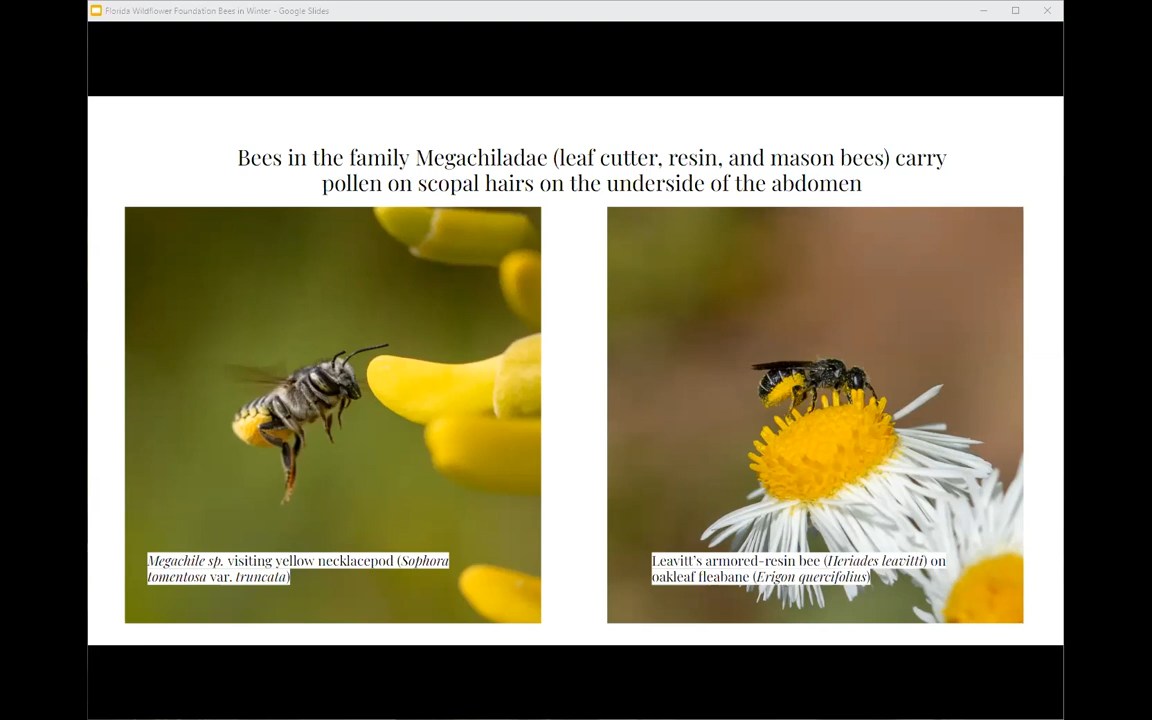 Florida Wildflower Foundation Bees in Winter - Google Slides
Bees in the family Megachiladae (leaf cutter, resin, and mason bees) carry
pollen on scopal hairs on the underside of the abdomen
Megachile sp. visiting yellow necklacepod (Sophora
tomentosa var. truncata)
Leavitt's armored-resin bee (Heriades leavitti) on
oakleaf fleabane (Erigon quercifolius)